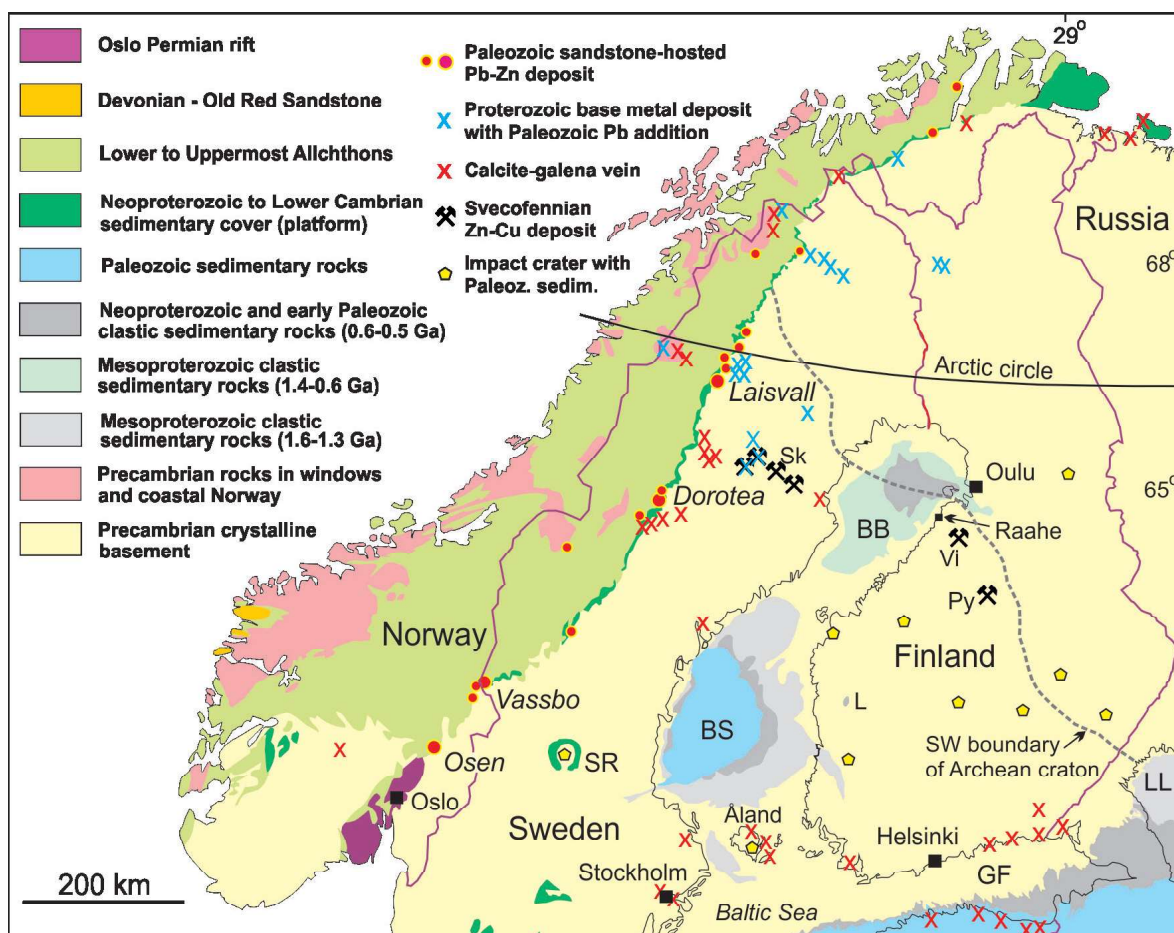 Oslo Permian rift
Devonian - Old Red Sandstone
Lower to Uppermost Allchthons
Neoproterozoic to Lower Cambrian
sedimentary cover (platform)
Paleozoic sedimentary rocks
Neoproterozoic and early Paleozoic
clastic sedimentary rocks (0.6-0.5 Ga)
Mesoproterozoic clastic
sedimentary rocks (1.4-0.6 Ga)
Mesoproterozoic clastic
sedimentary rocks (1.6-1.3 Ga)
Precambrian rocks in windows
and coastal Norway
Precambrian crystalline
basement
Paleozoic sandstone-hosted
Pb-Zn deposit
Proterozoic base metal deposit
with Paleozoic Pb addition
Calcite-galena vein
Svecofennian
Zn-Cu deposit
Impact crater with
Paleoz. sedim.
29°
Russia
68°
Arctic circle
Laisvall
Sk
Oulu
65°
Dorotea
BB
Raahe
Vi
Py
Norway
Finland
L
Vassbo
BS
SW boundary
of Archean craton
Osen
SR
LL
Oslo
Åland
Sweden
Helsinki
200 km
Stockholm
GF
Baltic Sea